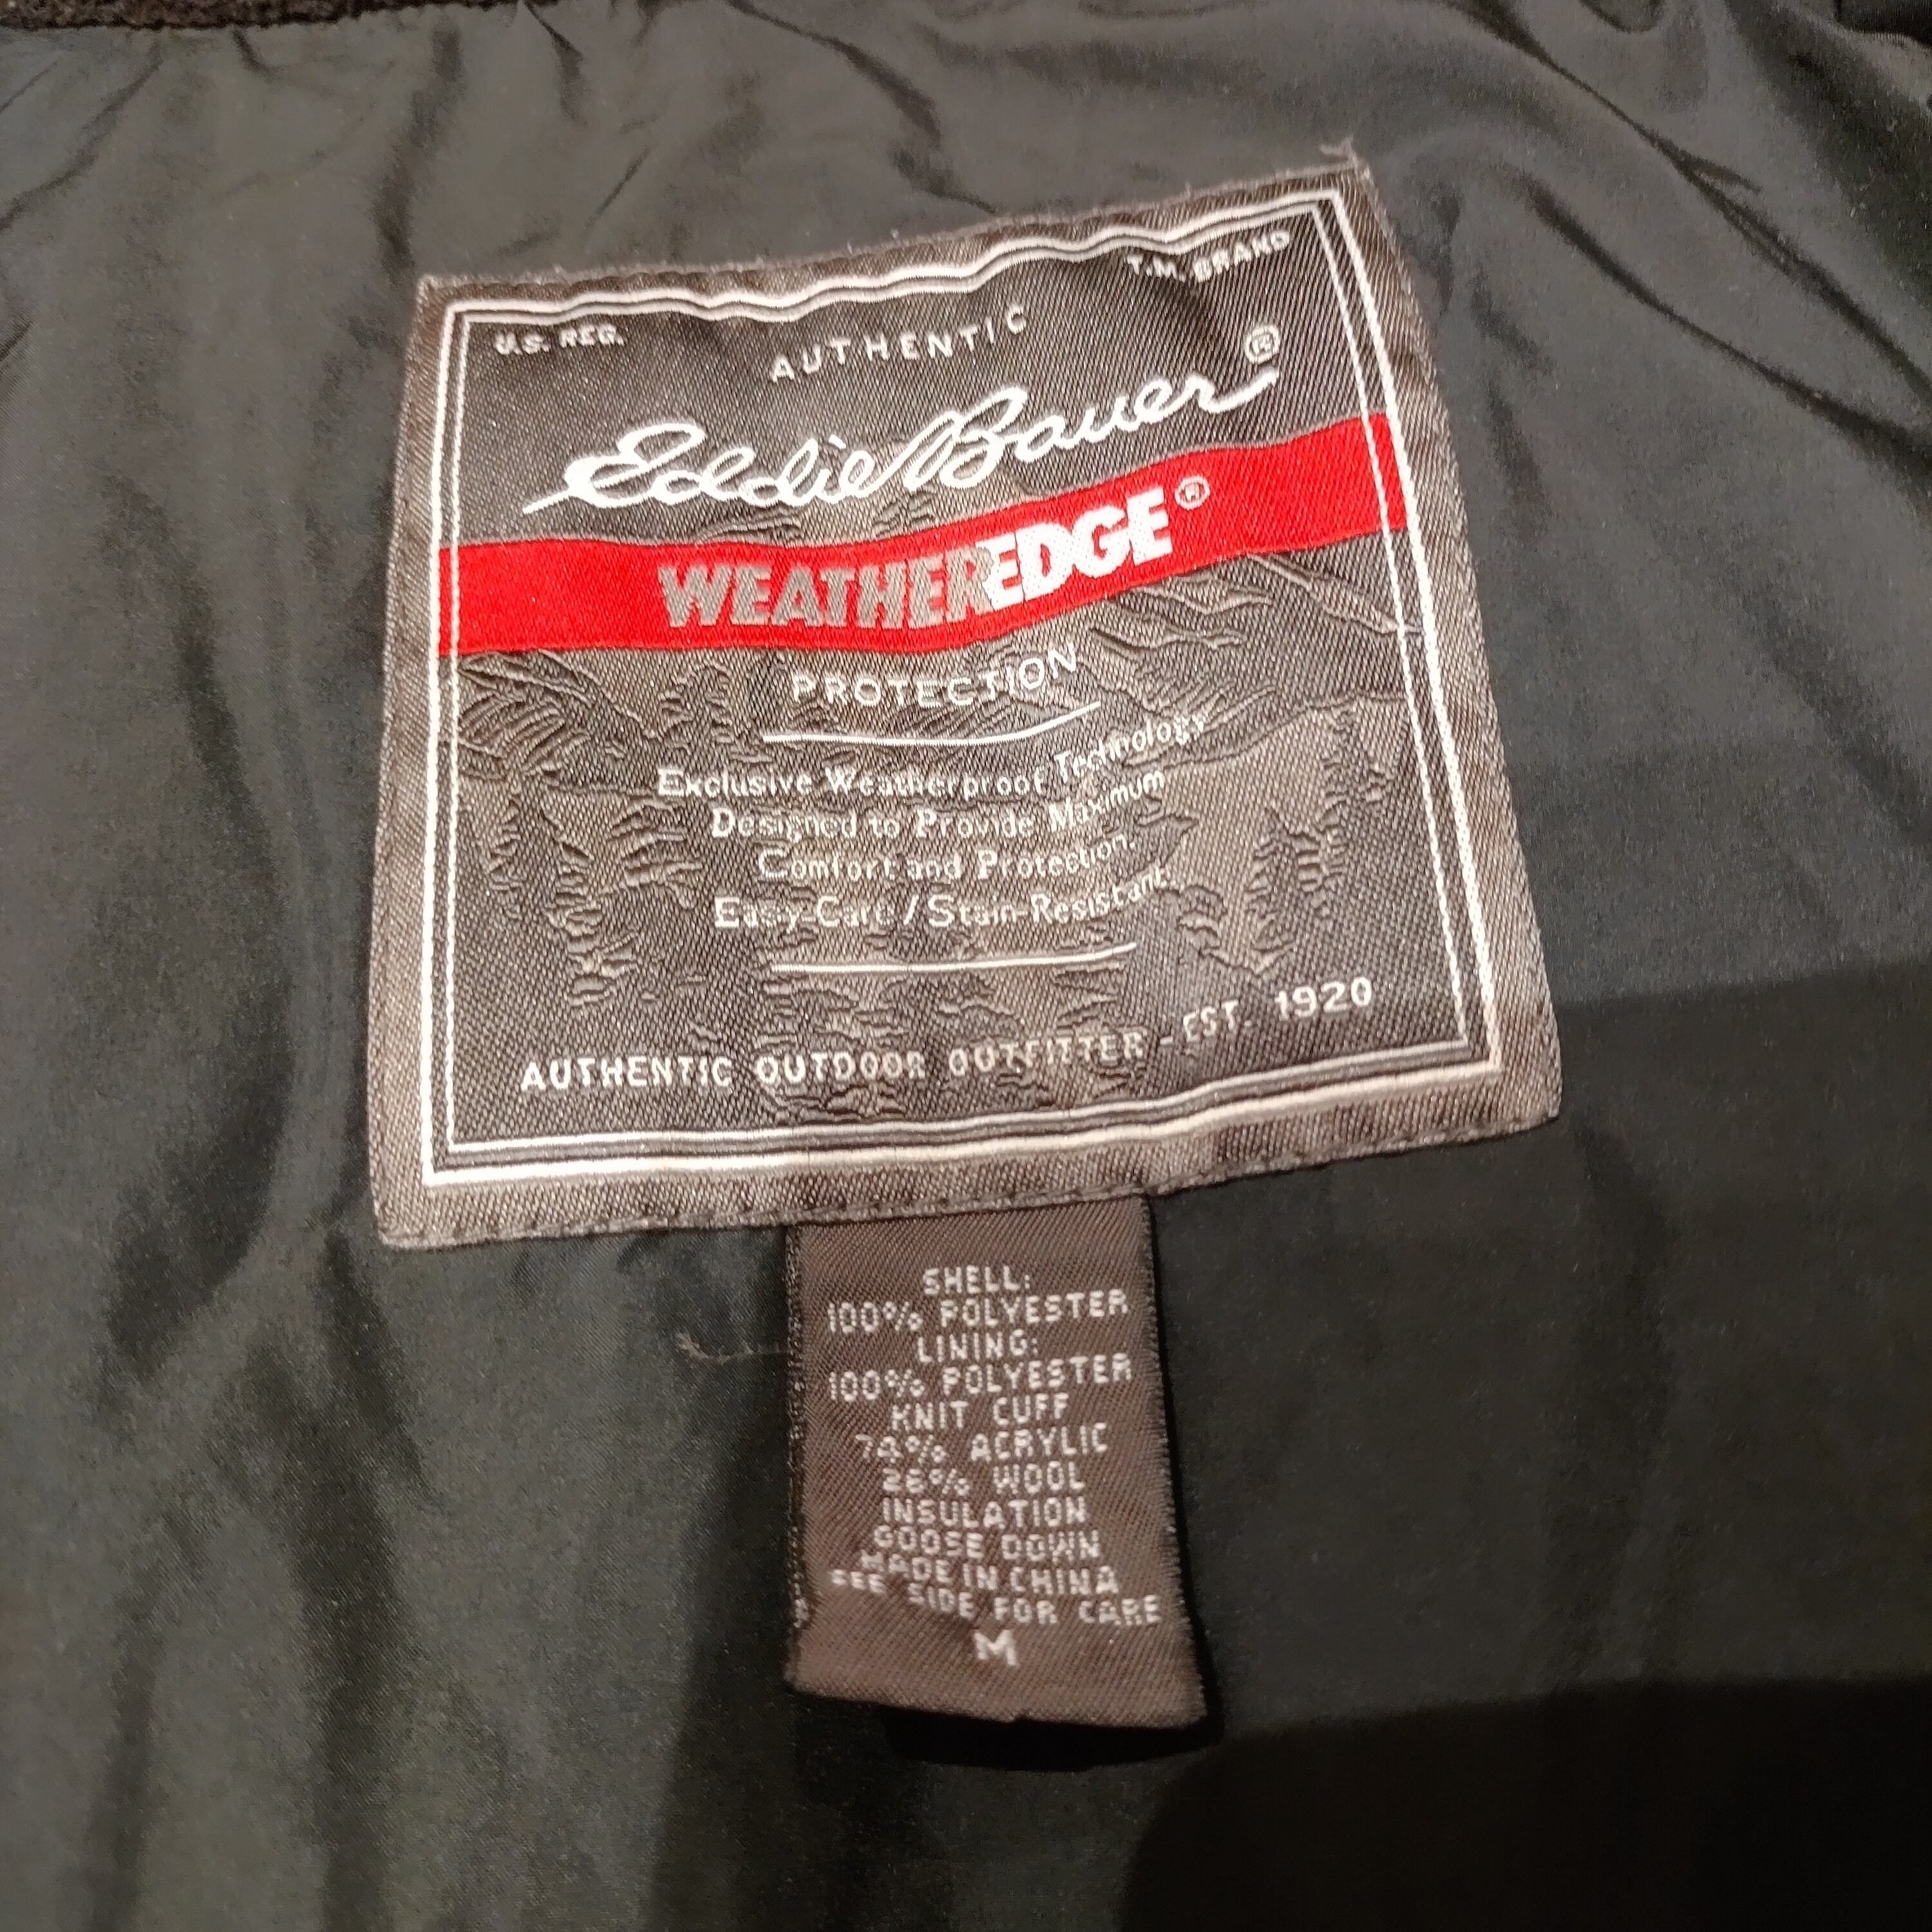 U.S. REG.
T.M. BRAND
AUTHENTIC
Eddie Bauer®
WEATHEREDGE®
PROTECTION
Exclusive Weatherproof Technology
Designed to Provide Maximum
Comfort and Protection.
Easy-Care / Stain-Resistant.
AUTHENTIC OUTDOOR OUTFITTER - EST. 1920
SHELL:
100% POLYESTER
LINING:
100% POLYESTER
KNIT CUFF
74% ACRYLIC
26% WOOL
INSULATION
GOOSE DOWN
MADE IN CHINA
SEE SIDE FOR CARE
M